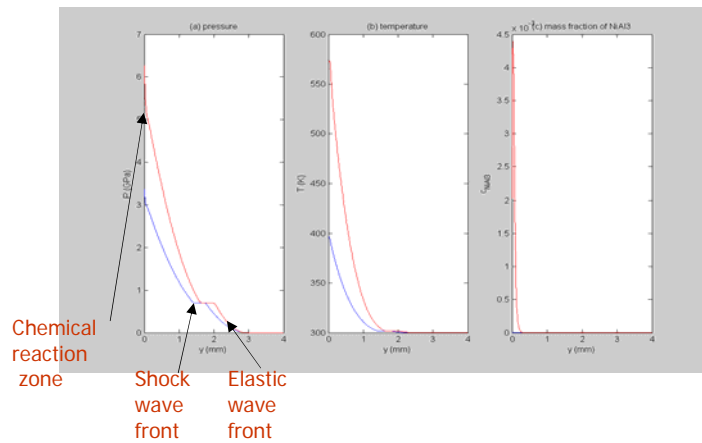 (a) pressure
7
6
5
4
3
2
1
0
P (GPa)
0 1 2 3 4
y (mm)
(b) temperature
600
550
500
450
400
350
300
T (K)
0 1 2 3 4
y (mm)
x 10⁻³
(c) mass fraction of NiAl3
4.5
4
3.5
3
2.5
2
1.5
1
0.5
0
0 1 2 3 4
y (mm)
Chemical
reaction
zone
Shock
wave
front
Elastic
wave
front